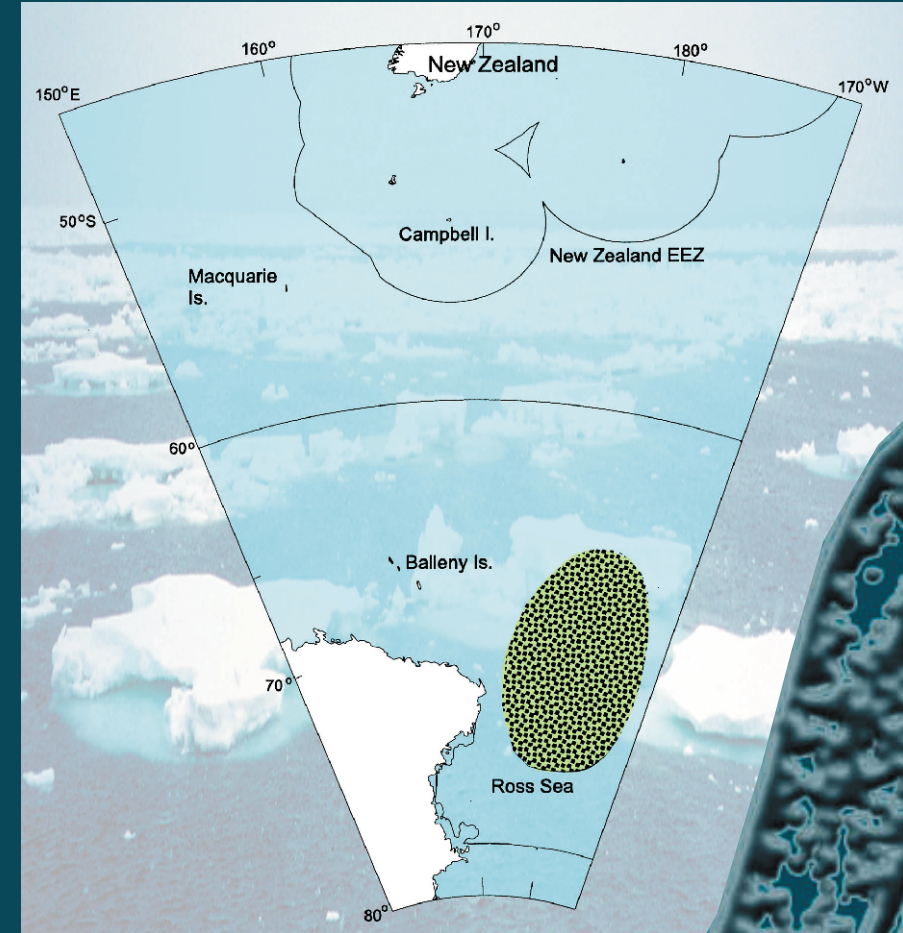 170°
160°
180°
New Zealand
150°E
170°W
50°S
Campbell I.
New Zealand EEZ
Macquarie
Is.
60°
Balleny Is.
70°
Ross Sea
80°